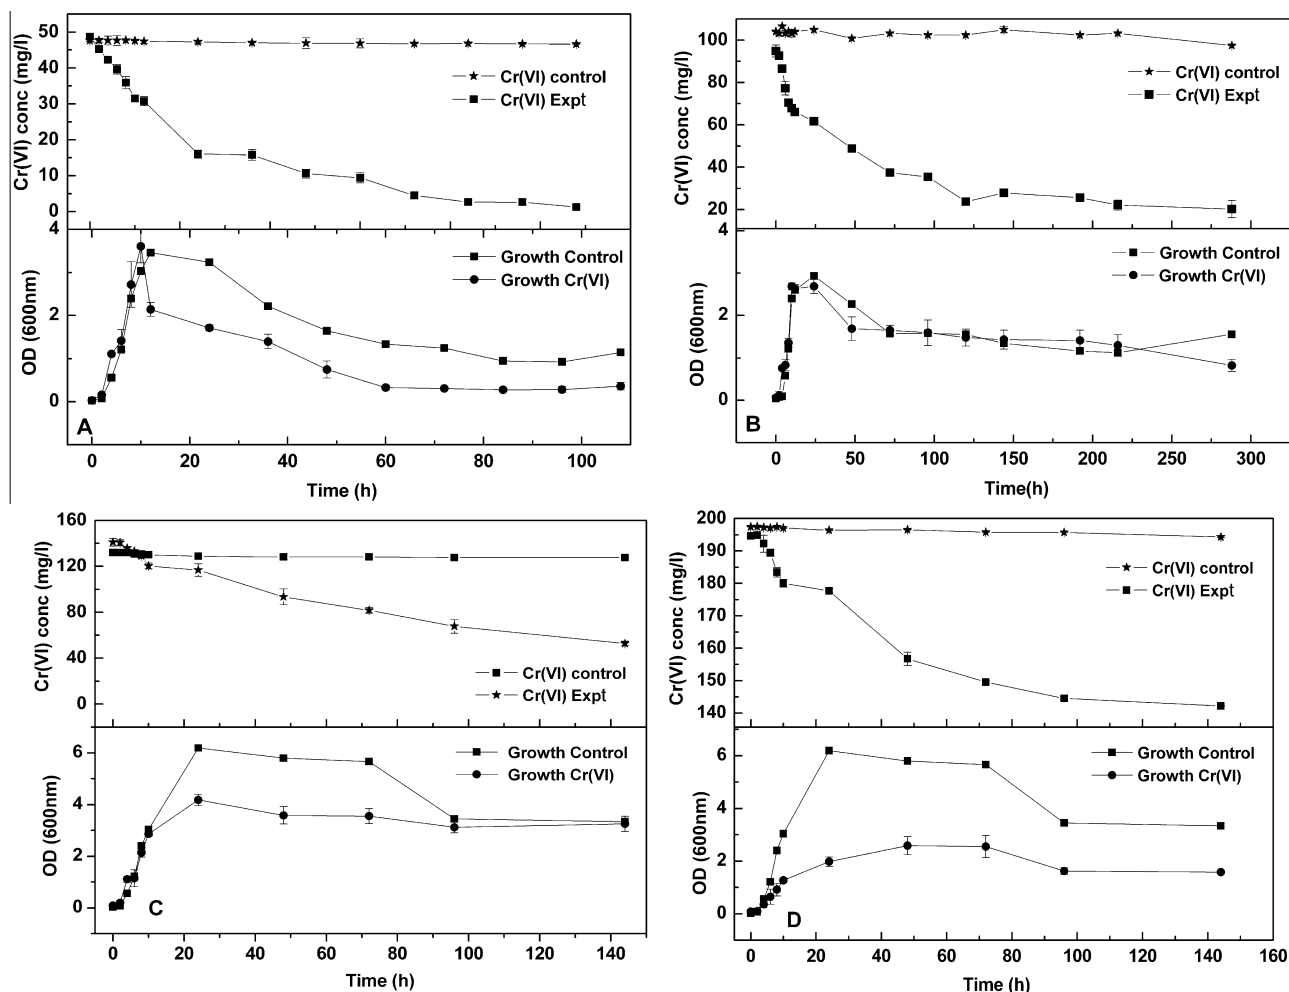 50
40
30
20
10
0
4
Cr(VI) conc (mg/l)
Cr(VI) control
Cr(VI) Expt
4
2
0
OD (600nm)
Growth Control
Growth Cr(VI)
A
0 20 40 60 80 100
Time (h)
100
80
60
40
20
Cr(VI) conc (mg/l)
Cr(VI) control
Cr(VI) Expt
4
2
0
OD (600nm)
Growth Control
Growth Cr(VI)
B
0 50 100 150 200 250 300
Time(h)
160
120
80
40
0
Cr(VI) conc (mg/l)
Cr(VI) control
Cr(VI) Expt
6
4
2
0
OD (600nm)
Growth Control
Growth Cr(VI)
C
0 20 40 60 80 100 120 140
Time (h)
200
190
180
170
160
150
140
Cr(VI) conc (mg/l)
Cr(VI) control
Cr(VI) Expt
6
4
2
0
OD (600nm)
Growth Control
Growth Cr(VI)
D
0 20 40 60 80 100 120 140 160
Time (h)